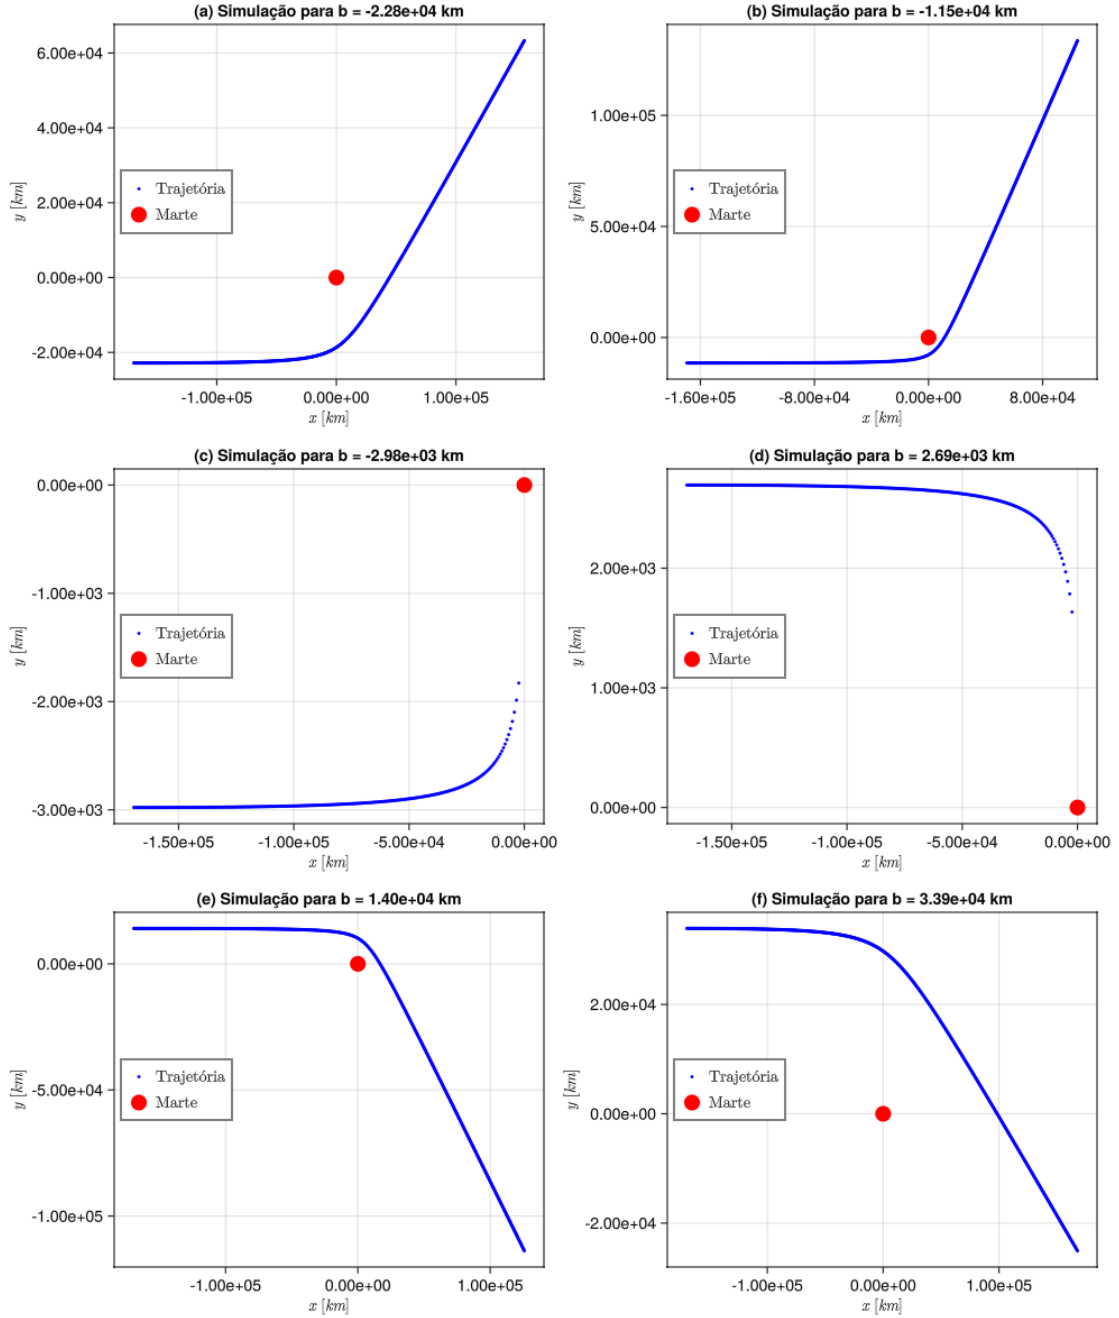 (a) Simulação para b = -2.28e+04 km
6.00e+04
4.00e+04
2.00e+04
0.00e+00
-2.00e+04
y [km]
Trajetória
Marte
-1.00e+05 0.00e+00 1.00e+05
x [km]
(b) Simulação para b = -1.15e+04 km
1.00e+05
5.00e+04
0.00e+00
y [km]
Trajetória
Marte
-1.60e+05 -8.00e+04 0.00e+00 8.00e+04
x [km]
(c) Simulação para b = -2.98e+03 km
0.00e+00
-1.00e+03
-2.00e+03
-3.00e+03
y [km]
Trajetória
Marte
-1.50e+05 -1.00e+05 -5.00e+04 0.00e+00
x [km]
(d) Simulação para b = 2.69e+03 km
2.00e+03
1.00e+03
0.00e+00
y [km]
Trajetória
Marte
-1.50e+05 -1.00e+05 -5.00e+04 0.00e+00
x [km]
(e) Simulação para b = 1.40e+04 km
0.00e+00
-5.00e+04
-1.00e+05
y [km]
Trajetória
Marte
-1.00e+05 0.00e+00 1.00e+05
x [km]
(f) Simulação para b = 3.39e+04 km
2.00e+04
0.00e+00
-2.00e+04
y [km]
Trajetória
Marte
-1.00e+05 0.00e+00 1.00e+05
x [km]